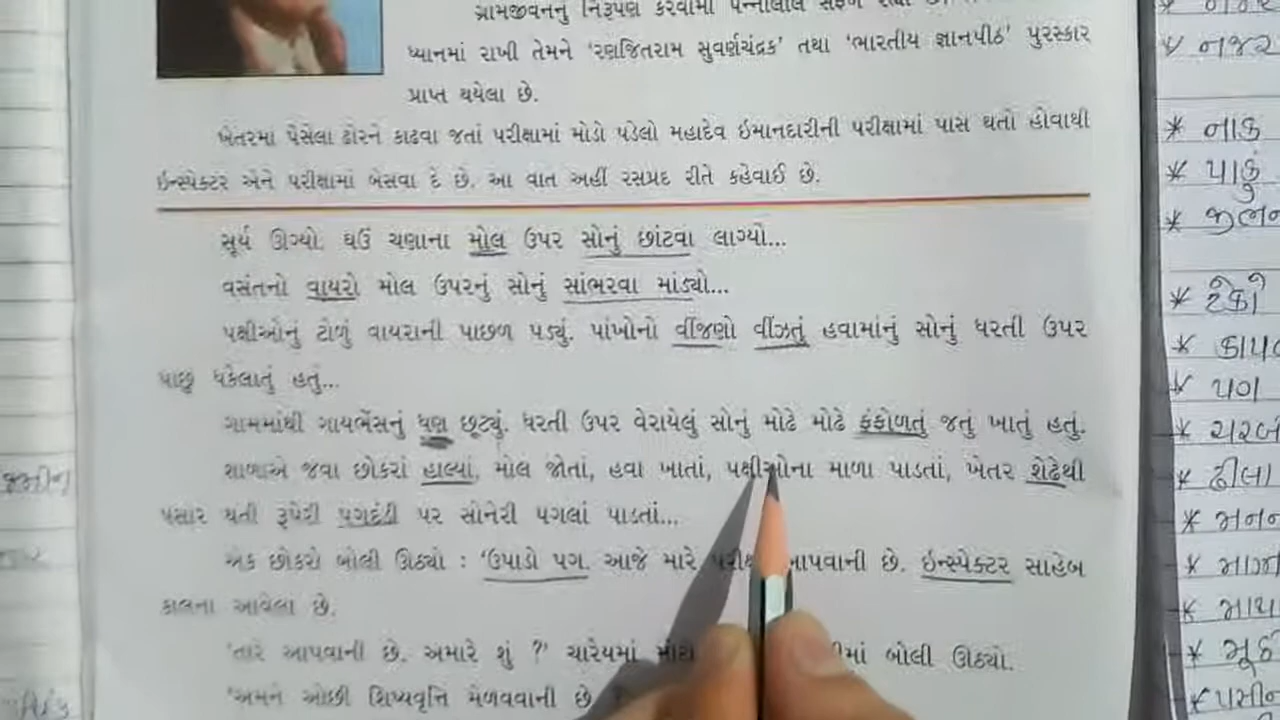 ગ્રામજીવનનું નિરૂપણ કરવામાં પન્નાલાલ સફળ રહ્યા છે.
ધ્યાનમાં રાખી તેમને 'રણજિતરામ સુવર્ણચંદ્રક' તથા 'ભારતીય જ્ઞાનપીઠ' પુરસ્કાર
પ્રાપ્ત થયેલા છે.
ખેતરમાં પેસેલા ઢોરને કાઢવા જતાં પરીક્ષામાં મોડો પડેલો મહાદેવ ઇમાનદારીની પરીક્ષામાં પાસ થતો હોવાથી
ઇન્સ્પેક્ટર એને પરીક્ષામાં બેસવા દે છે. આ વાત અહીં રસપ્રદ રીતે કહેવાઈ છે.
સૂર્ય ઊગ્યો. ઘઉં ચણાના મોલ ઉપર સોનું છાંટવા લાગ્યો...
વસંતનો વાયરો મોલ ઉપરનું સોનું સાંભરવા માંડ્યો...
પક્ષીઓનું ટોળું વાયરાની પાછળ પડ્યું. પાંખોનો વીંજણો વીંઝતું હવામાંનું સોનું ધરતી ઉપર
પાછું ધકેલાતું હતું...
ગામમાંથી ગાયભેંસનું ધણ છૂટ્યું. ધરતી ઉપર વેરાયેલું સોનું મોઢે મોઢે ફંફોળતું જતું ખાતું હતું.
શાળાએ જવા છોકરાં હાલ્યાં, મોલ જોતાં, હવા ખાતાં, પક્ષીઓના માળા પાડતાં, ખેતર શેઢેથી
પસાર થતી રૂપેરી પગદંડી પર સોનેરી પગલાં પાડતાં...
એક છોકરો બોલી ઊઠ્યો : 'ઉપાડો પગ. આજે મારે આપવાની છે. ઇન્સ્પેક્ટર સાહેબ
કાલના આવેલા છે.
'તારે આપવાની છે. અમારે શું ?' ચારેયમાં મોટા બોલી ઊઠ્યો.
'અમને ઓછી શિષ્યવૃત્તિ મેળવવાની છે
* નજર
* નાક
* પાકું
* ટેકો
* પણ
* ઢીલા